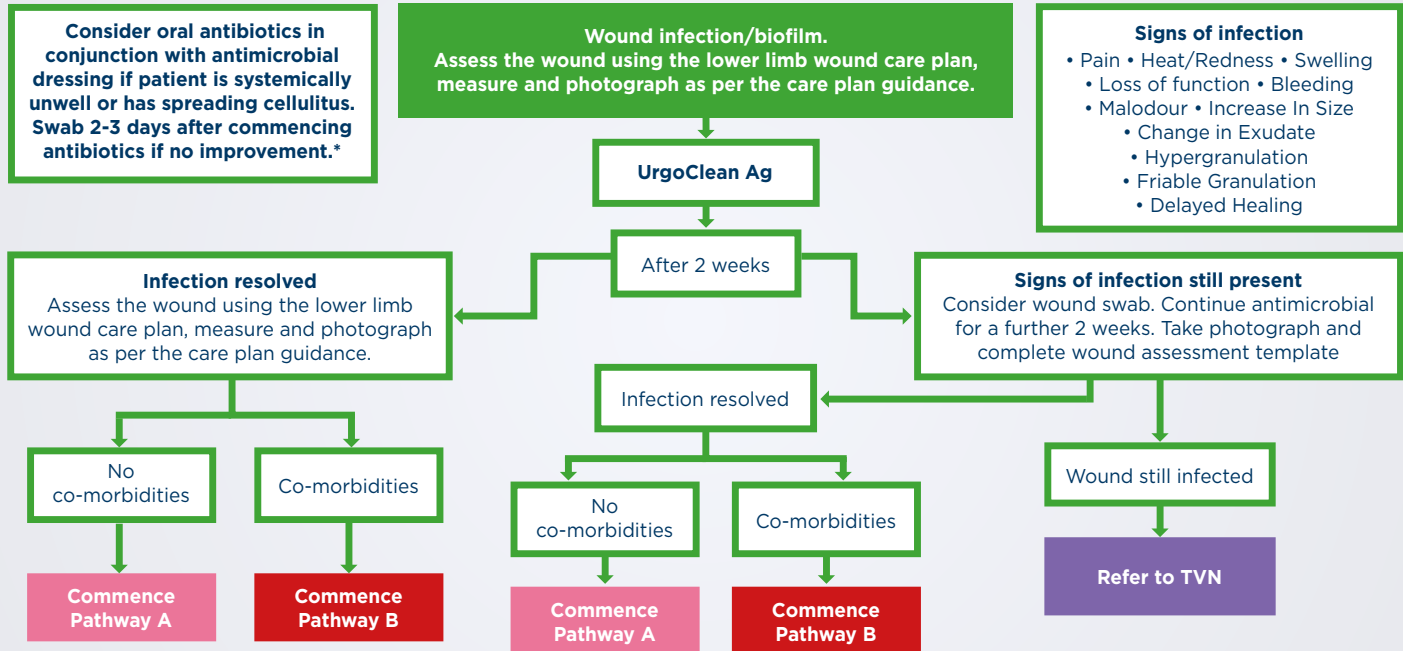 Consider oral antibiotics in
conjunction with antimicrobial
dressing if patient is systemically
unwell or has spreading cellulitus.
Swab 2-3 days after commencing
antibiotics if no improvement.*
Wound infection/biofilm.
Assess the wound using the lower limb wound care plan,
measure and photograph as per the care plan guidance.
Signs of infection
• Pain • Heat/Redness • Swelling
• Loss of function • Bleeding
• Malodour • Increase In Size
• Change in Exudate
• Hypergranulation
• Friable Granulation
• Delayed Healing
UrgoClean Ag
After 2 weeks
Infection resolved
Assess the wound using the lower limb
wound care plan, measure and photograph
as per the care plan guidance.
Signs of infection still present
Consider wound swab. Continue antimicrobial
for a further 2 weeks. Take photograph and
complete wound assessment template
Infection resolved
No
co-morbidities
Co-morbidities
Wound still infected
No
co-morbidities
Co-morbidities
Commence
Pathway A
Commence
Pathway B
Commence
Pathway A
Commence
Pathway B
Refer to TVN